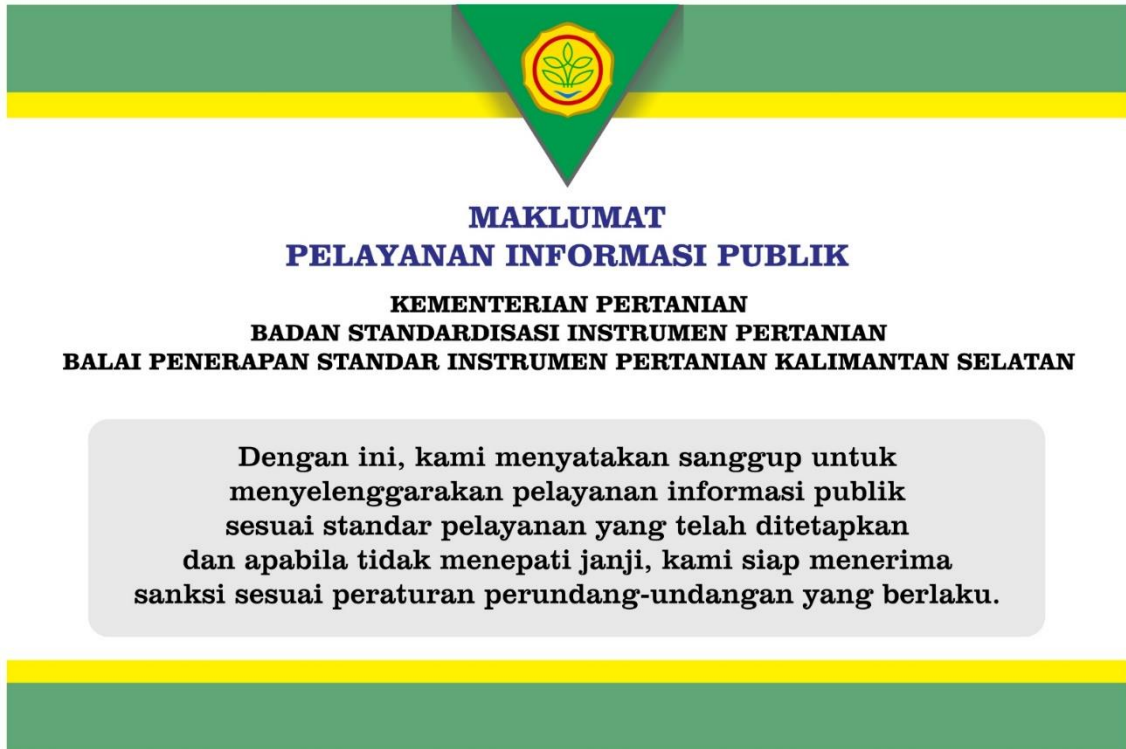 MAKLUMAT
PELAYANAN INFORMASI PUBLIK
KEMENTERIAN PERTANIAN
BADAN STANDARDISASI INSTRUMEN PERTANIAN
BALAI PENERAPAN STANDAR INSTRUMEN PERTANIAN KALIMANTAN SELATAN
Dengan ini, kami menyatakan sanggup untuk
menyelenggarakan pelayanan informasi publik
sesuai standar pelayanan yang telah ditetapkan
dan apabila tidak menepati janji, kami siap menerima
sanksi sesuai peraturan perundang-undangan yang berlaku.